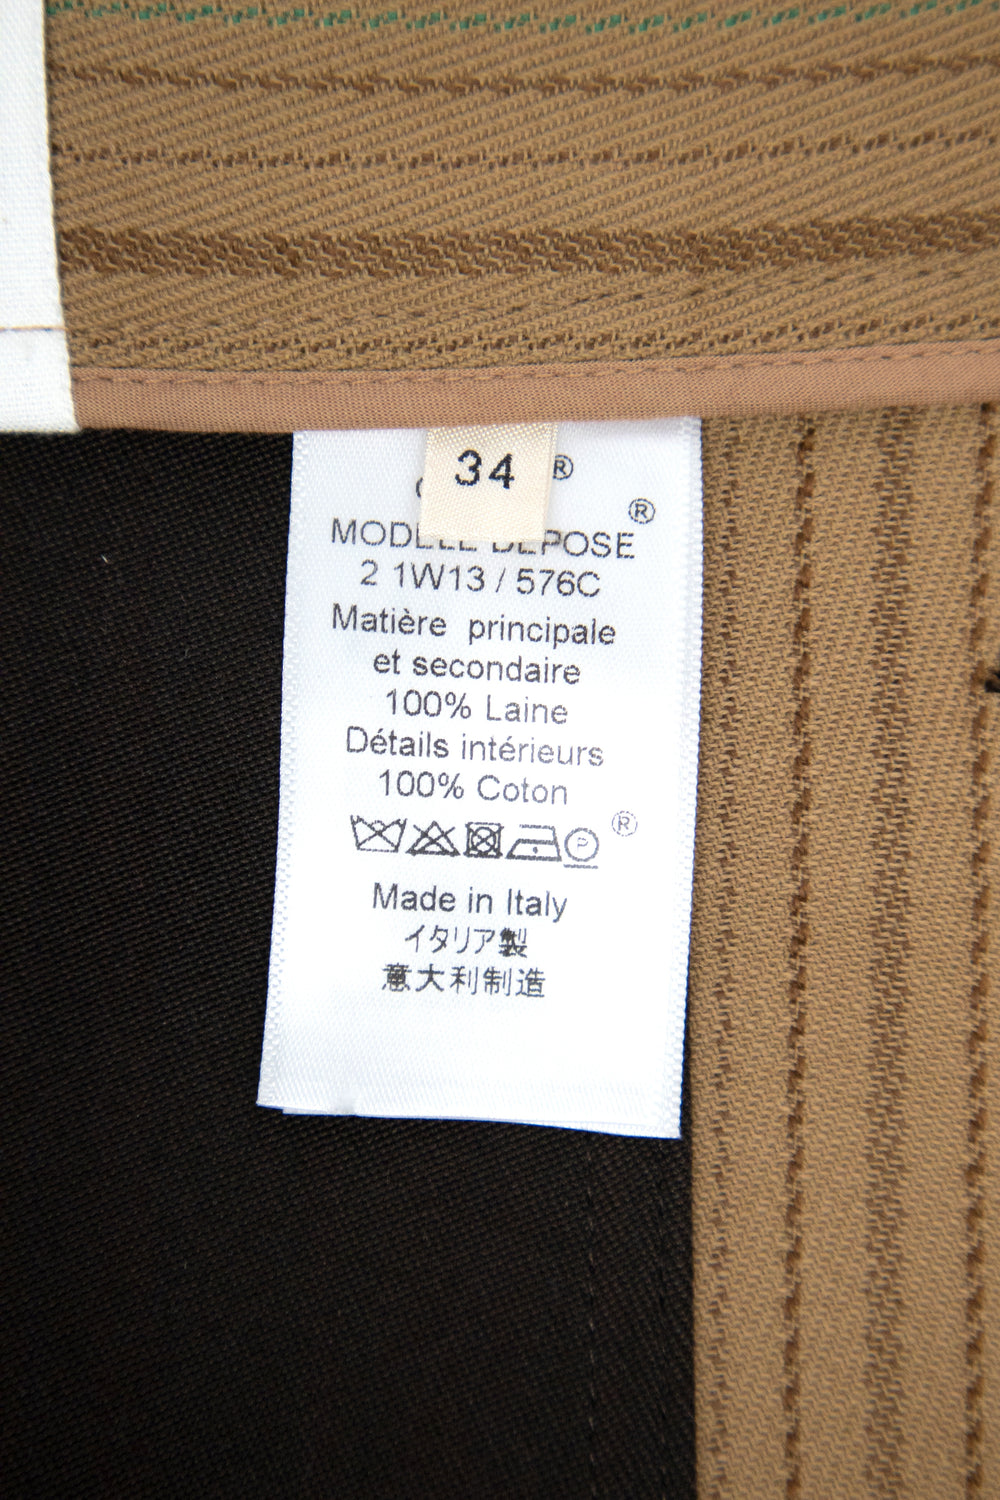 34
®
®
MODELE DEPOSE
2 1W13 / 576C
Matière principale
et secondaire
100% Laine
Détails intérieurs
100% Coton
P ®
Made in Italy
イタリア製
意大利制造